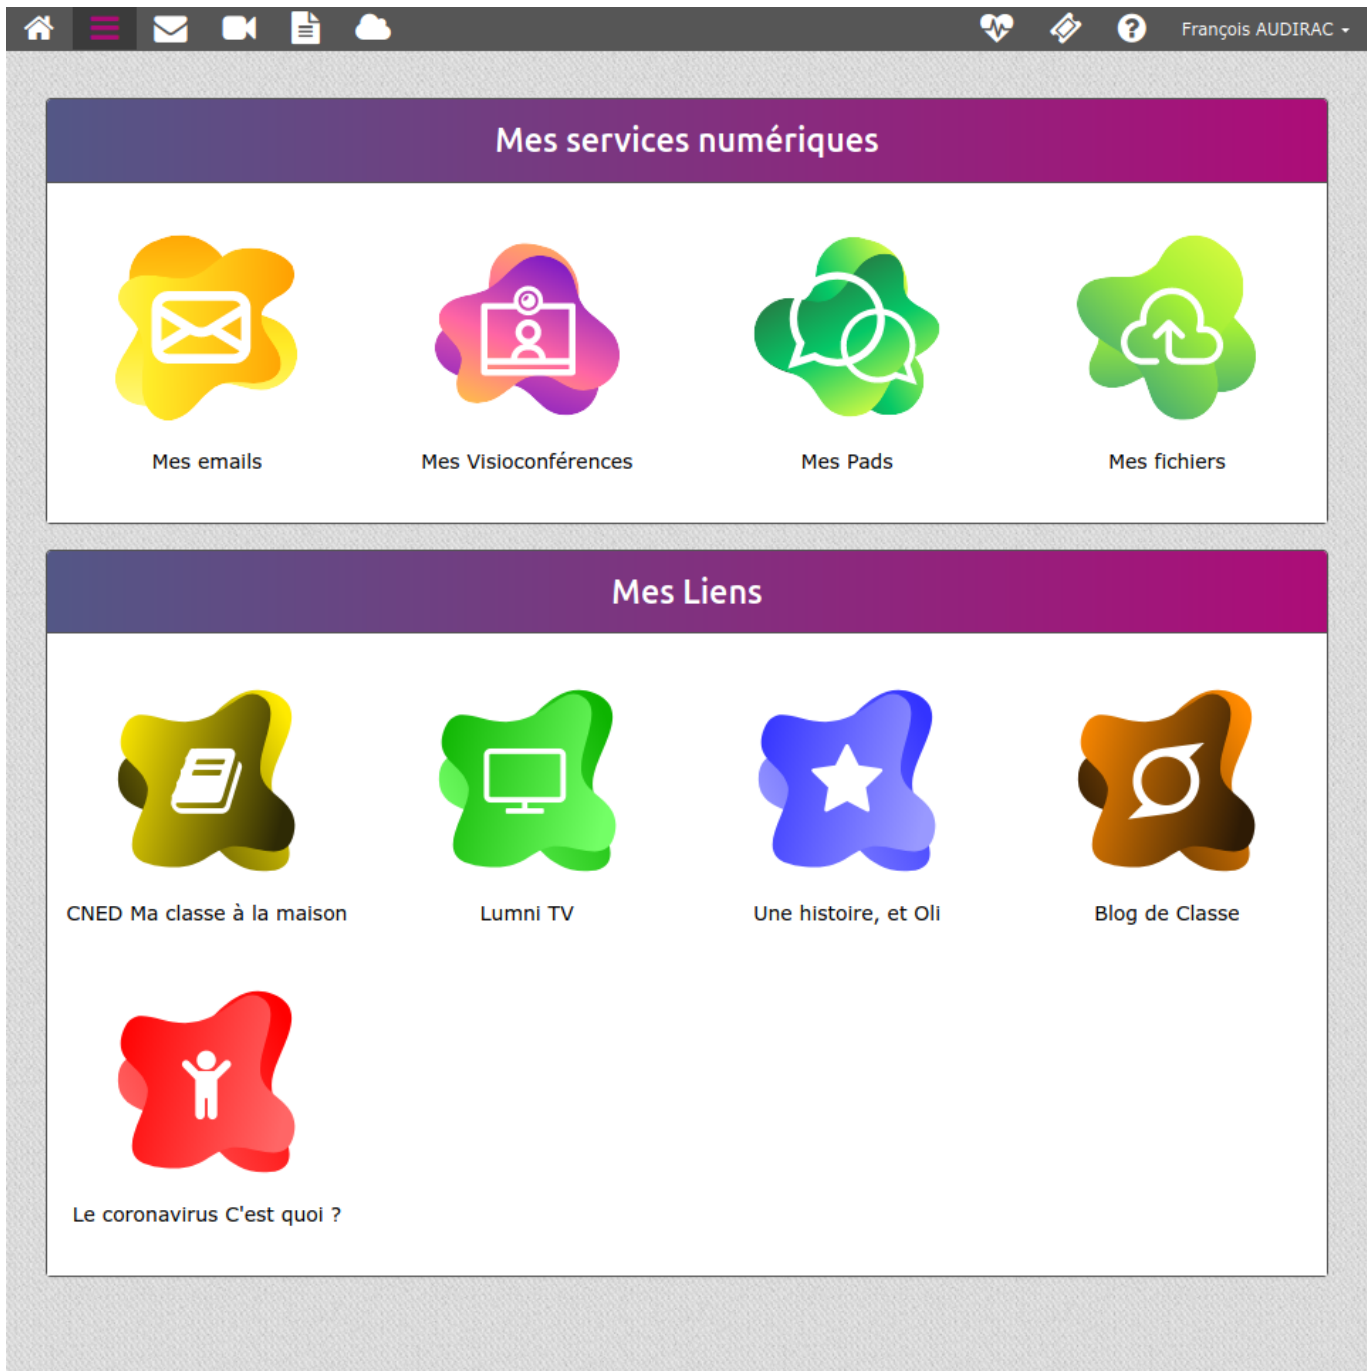 François AUDIRAC
Mes services numériques
Mes emails
Mes Visioconférences
Mes Pads
Mes fichiers
Mes Liens
CNED Ma classe à la maison
Lumni TV
Une histoire, et Oli
Blog de Classe
Le coronavirus C'est quoi ?